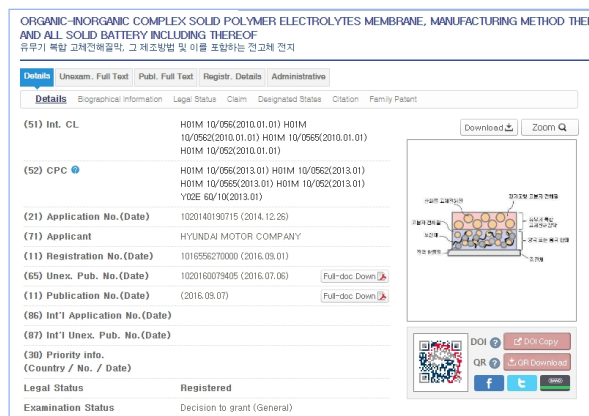 ORGANIC-INORGANIC COMPLEX SOLID POLYMER ELECTROLYTES MEMBRANE, MANUFACTURING METHOD THE
AND ALL SOLID BATTERY INCLUDING THEREOF
유무기 복합 고체전해질막, 그 제조방법 및 이를 포함하는 전고체 전지
Details Unexam. Full Text Publ. Full Text Registr. Details Administrative
Details Biographical Information Legal Status Claim Designated States Citation Family Patent
Download Zoom
(51) Int. CL H01M 10/056(2010.01.01) H01M
10/0562(2010.01.01) H01M 10/0565(2010.01.01)
H01M 10/052(2010.01.01)
(52) CPC H01M 10/056(2013.01) H01M 10/0562(2013.01)
H01M 10/0565(2013.01) H01M 10/052(2013.01)
Y02E 60/10(2013.01)
(21) Application No.(Date) 1020140190715 (2014.12.26)
(71) Applicant HYUNDAI MOTOR COMPANY
(11) Registration No.(Date) 1016556270000 (2016.09.01)
(65) Unex. Pub. No.(Date) 1020160079405 (2016.07.06) Full-doc Down
(11) Publication No.(Date) (2016.09.07) Full-doc Down
(86) Int'l Application No.(Date)
(87) Int'l Unex. Pub. No.(Date)
(30) Priority info.
(Country / No. / Date)
Legal Status Registered
Examination Status Decision to grant (General)
도전재
DOI DOI Copy
QR QR Download
BAND